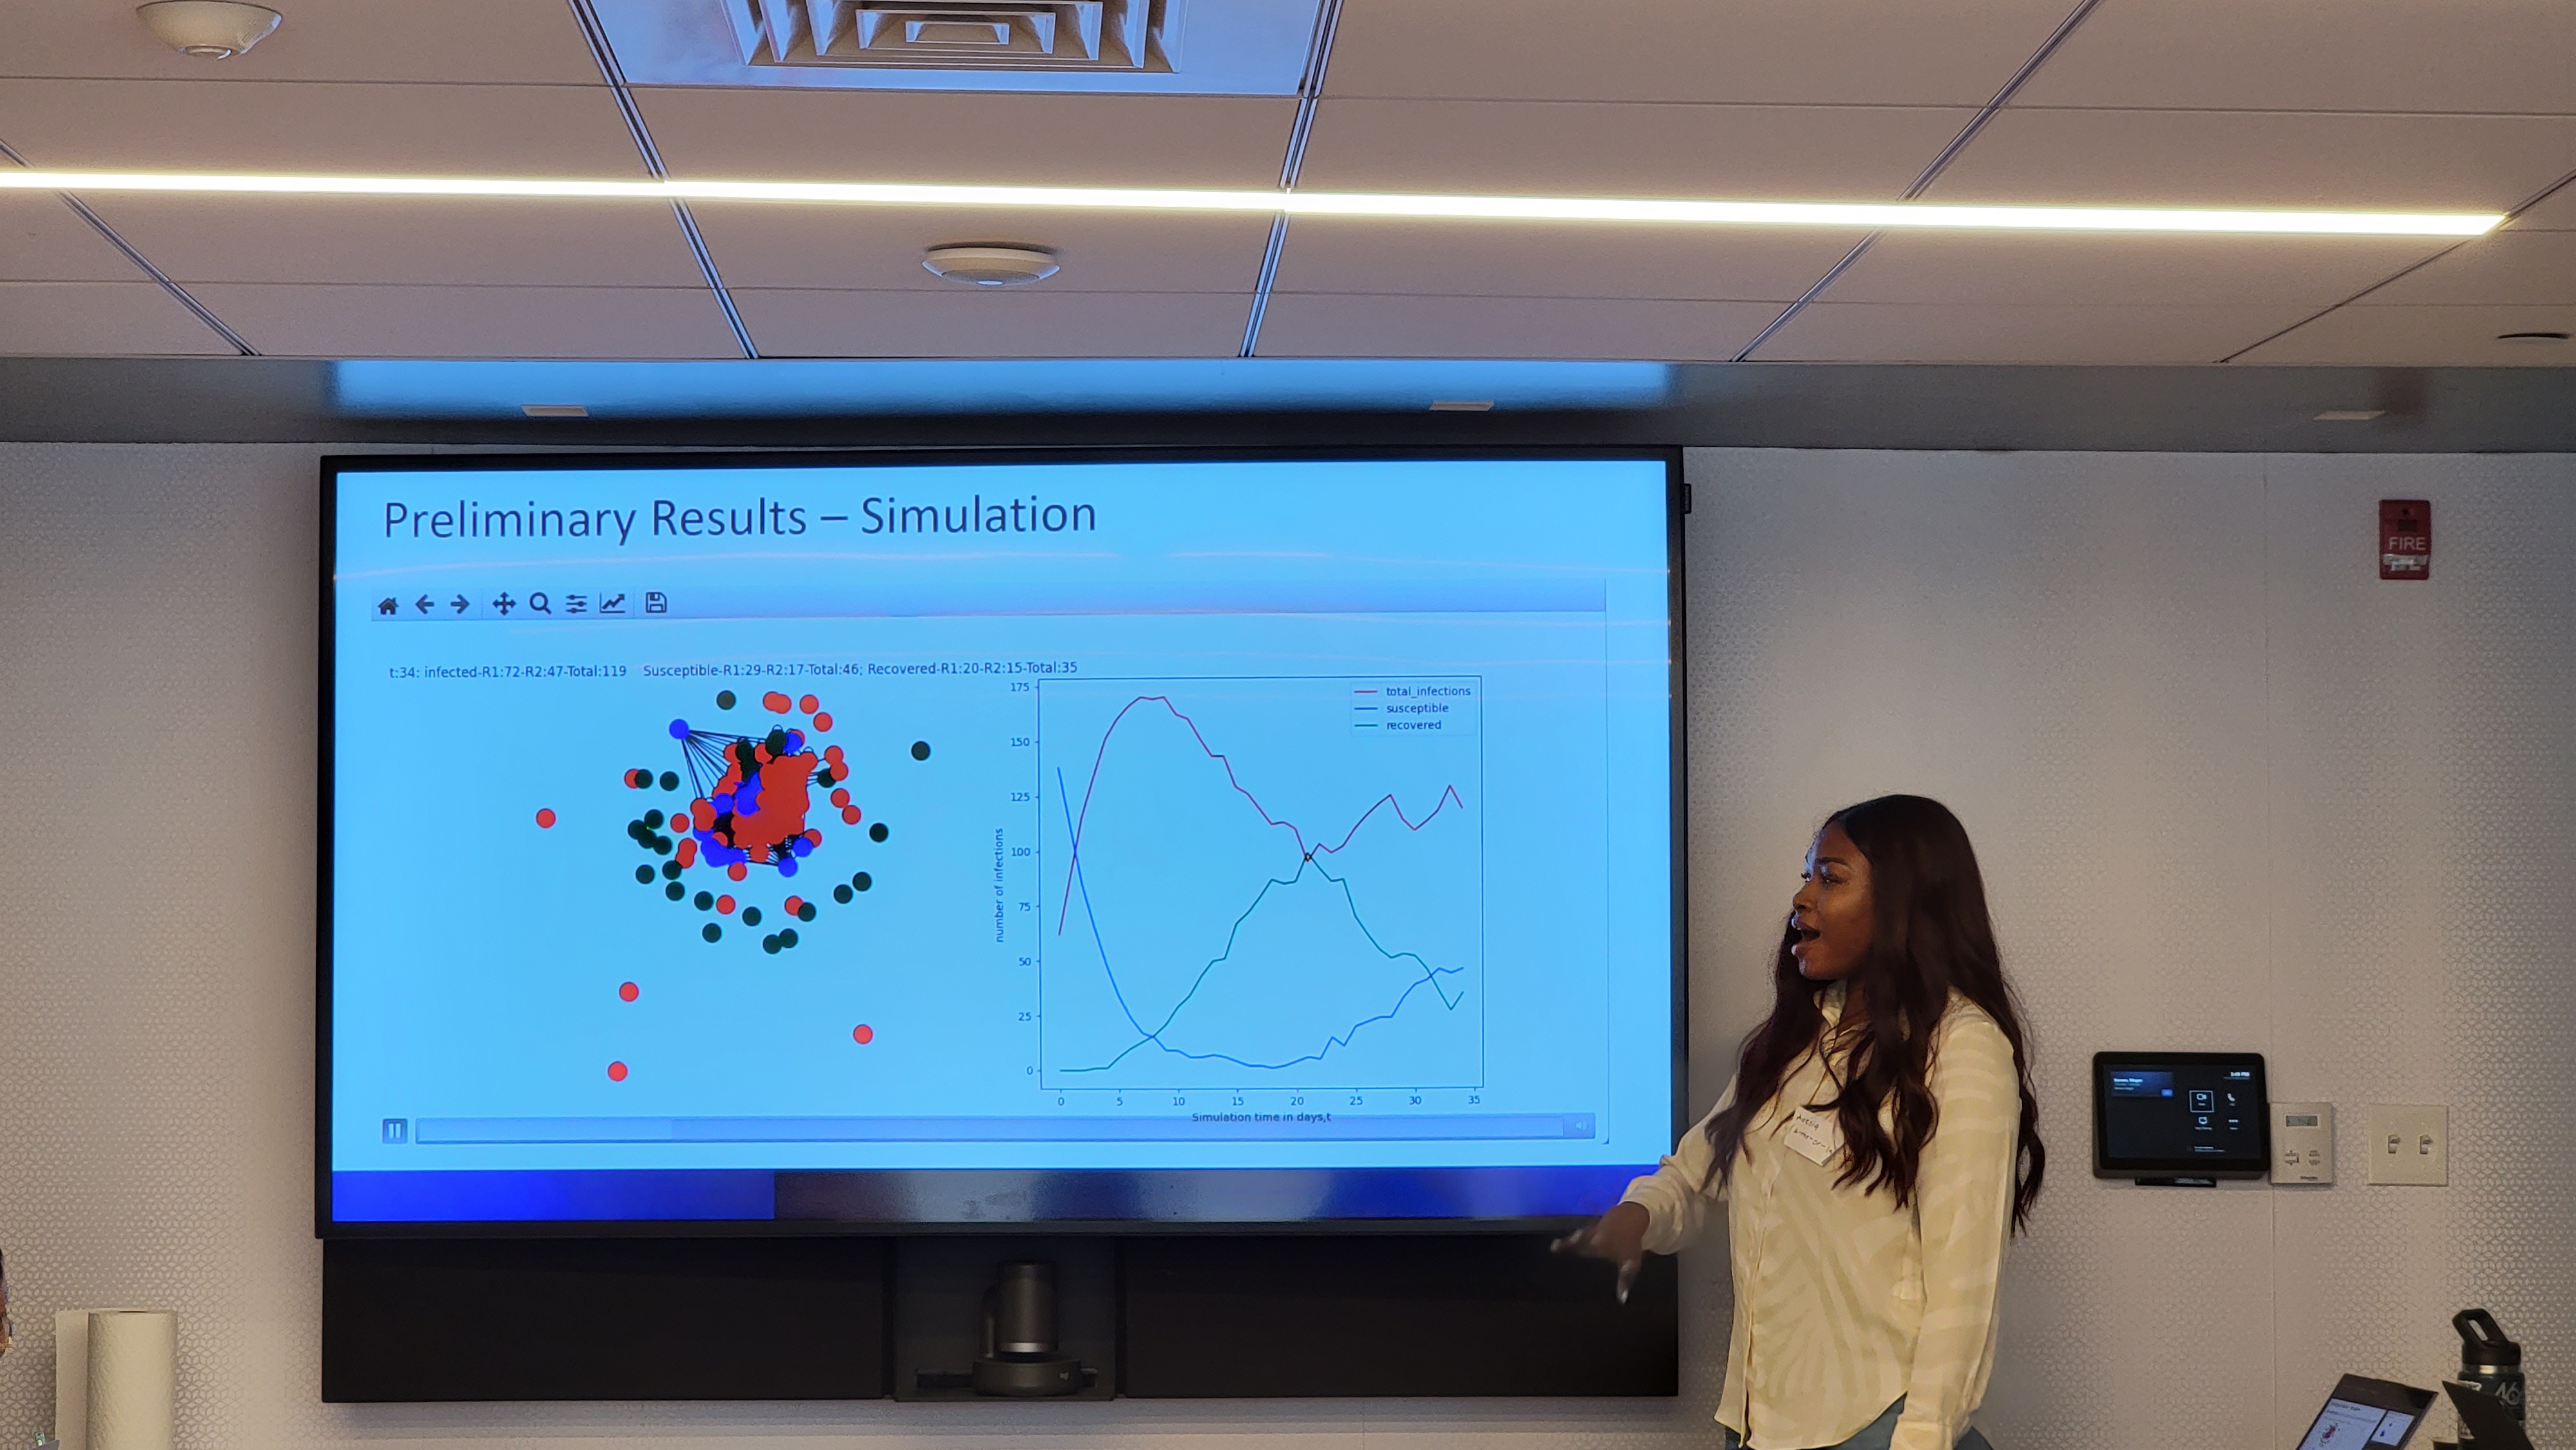 Preliminary Results – Simulation
t:34: infected-R1:72-R2:47-Total:119 Susceptible-R1:29-R2:17-Total:46; Recovered-R1:20-R2:15-Total:35
175
150
125
100
75
50
25
0
number of infections
total_infections
susceptible
recovered
0 5 10 15 20 25 30 35
Simulation time in days,t
FIRE